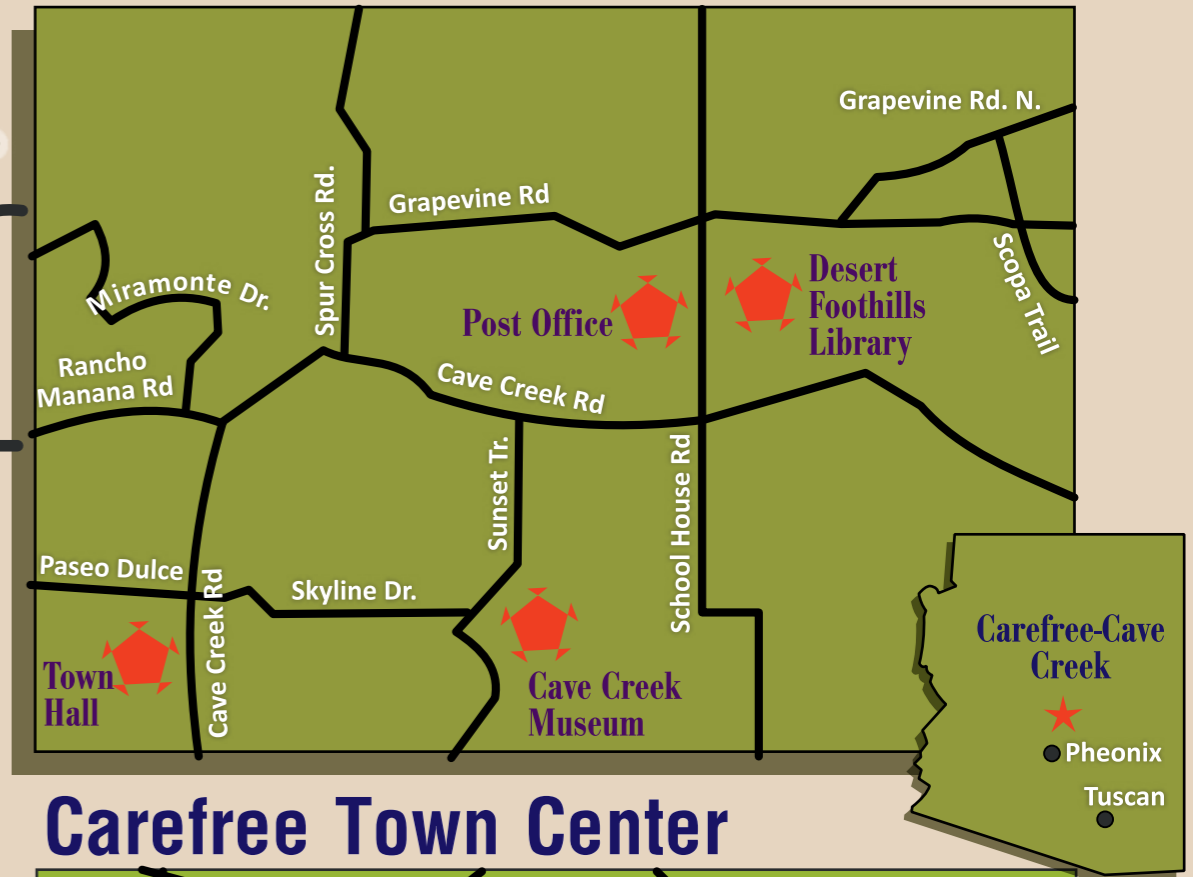 Grapevine Rd. N.
Spur Cross Rd.
Grapevine Rd
Scopa Trail
Desert
Foothills
Library
Post Office
Miramonte Dr.
Rancho
Manana Rd
Cave Creek Rd
Sunset Tr.
School House Rd
Paseo Dulce
Skyline Dr.
Cave Creek Rd
Town
Hall
Cave Creek
Museum
Carefree-Cave
Creek
Pheonix
Tuscan
Carefree Town Center